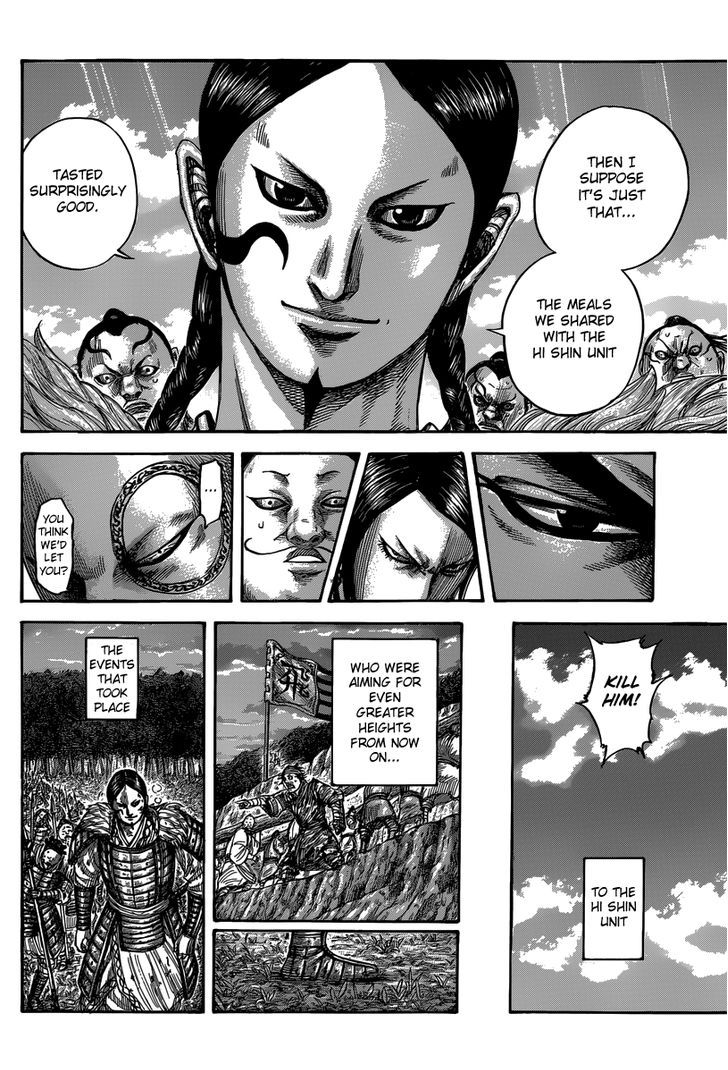 THEN I
SUPPOSE
IT'S JUST
THAT...
THE MEALS
WE SHARED
WITH THE
HI SHIN UNIT
TASTED
SURPRISINGLY
GOOD.
...
YOU
THINK
WE'D
LET
YOU?
KILL
HIM!
TO THE
HI SHIN
UNIT
WHO WERE
AIMING FOR
EVEN
GREATER
HEIGHTS
FROM NOW
ON...
飛
THE
EVENTS
THAT
TOOK
PLACE